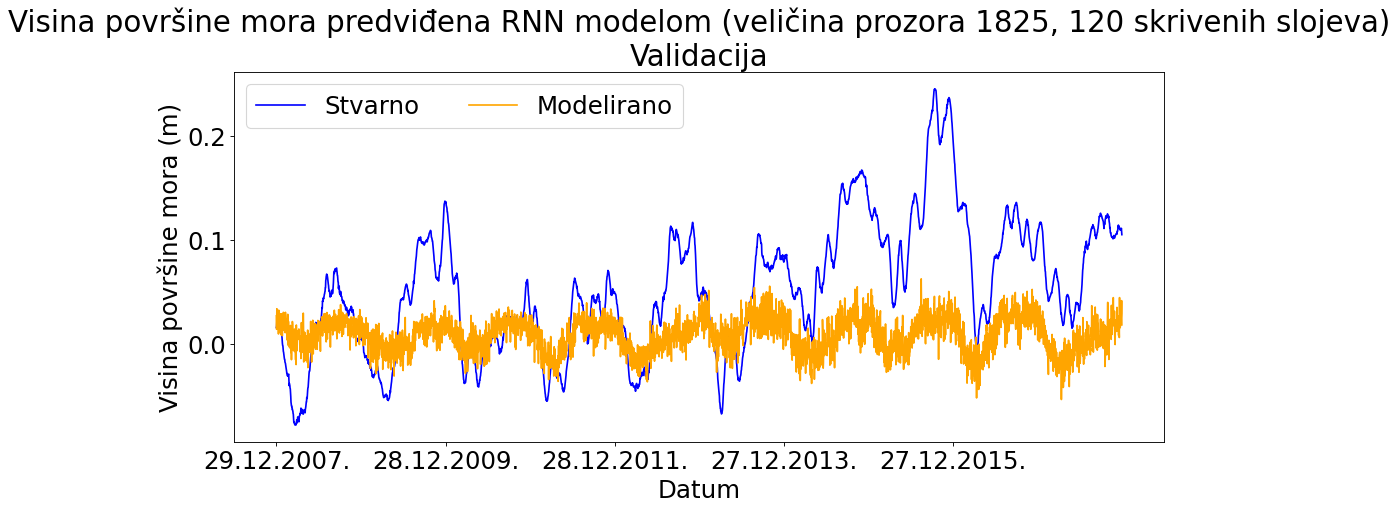 Visina površine mora predviđena RNN modelom (veličina prozora 1825, 120 skrivenih slojeva)
Validacija
Stvarno Modelirano
Visina površine mora (m)
0.2
0.1
0.0
29.12.2007. 28.12.2009. 28.12.2011. 27.12.2013. 27.12.2015.
Datum